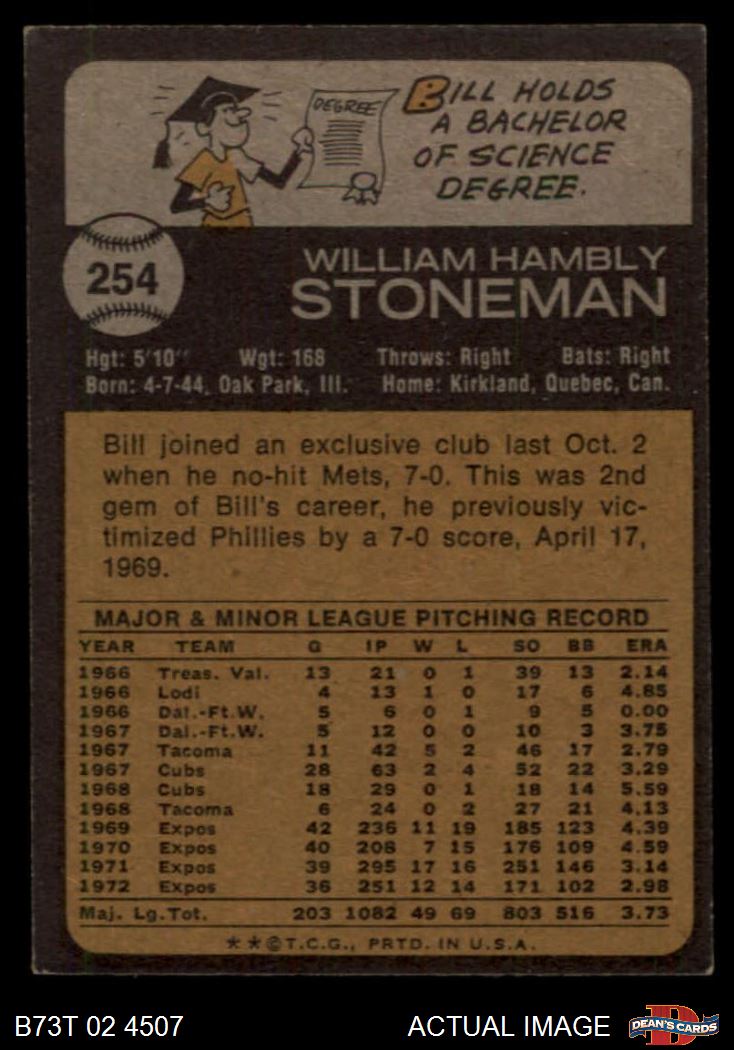 DEGREE
BILL HOLDS
A BACHELOR
OF SCIENCE
DEGREE.
254
WILLIAM HAMBLY
STONEMAN
Hgt: 5'10" Wgt: 168 Throws: Right Bats: Right
Born: 4-7-44, Oak Park, Ill. Home: Kirkland, Quebec, Can.
Bill joined an exclusive club last Oct. 2
when he no-hit Mets, 7-0. This was 2nd
gem of Bill's career, he previously vic-
timized Phillies by a 7-0 score, April 17,
1969.
MAJOR & MINOR LEAGUE PITCHING RECORD
YEAR TEAM G IP W L SO BB ERA
1966 Treas. Val. 13 21 0 1 39 13 2.14
1966 Lodi 4 13 1 0 17 6 4.85
1966 Dal.-Ft.W. 5 6 0 1 9 5 0.00
1967 Dal.-Ft.W. 5 12 0 0 10 3 3.75
1967 Tacoma 11 42 5 2 46 17 2.79
1967 Cubs 28 63 2 4 52 22 3.29
1968 Cubs 18 29 0 1 18 14 5.59
1968 Tacoma 6 24 0 2 27 21 4.13
1969 Expos 42 236 11 19 185 123 4.39
1970 Expos 40 208 7 15 176 109 4.59
1971 Expos 39 295 17 16 251 146 3.14
1972 Expos 36 251 12 14 171 102 2.98
Maj. Lg. Tot. 203 1082 49 69 803 516 3.73
**©T.C.G., PRTD. IN U.S.A.
B73T 02 4507 ACTUAL IMAGE D DEAN'S CARDS